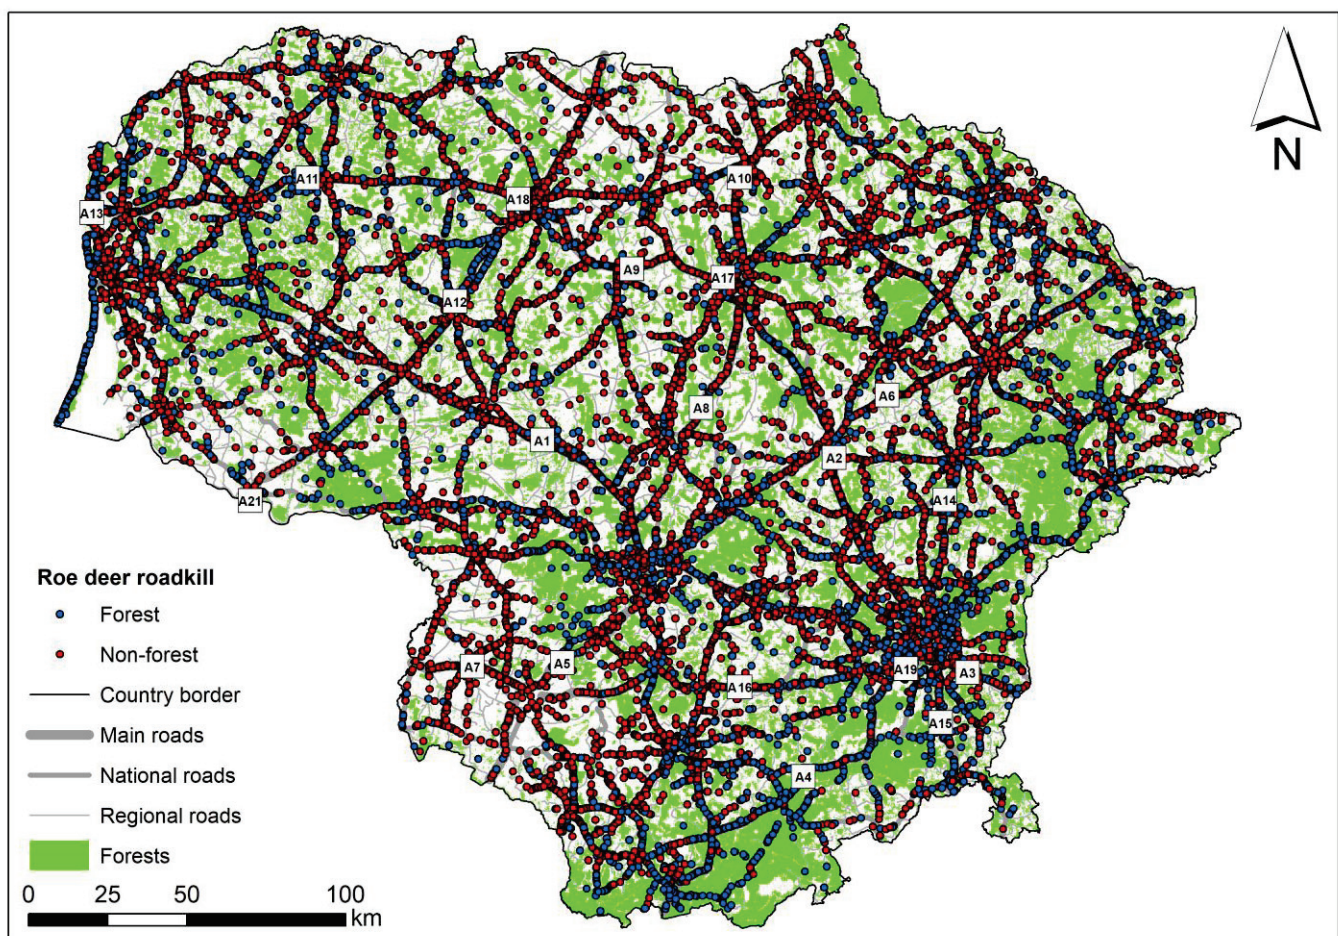 N
A11
A10
A18
A13
A9
A17
A12
A6
A8
A1
A2
A21
A14
A7
A5
A19
A3
A16
A15
A4
Roe deer roadkill
Forest
Non-forest
Country border
Main roads
National roads
Regional roads
Forests
0 25 50 100
km